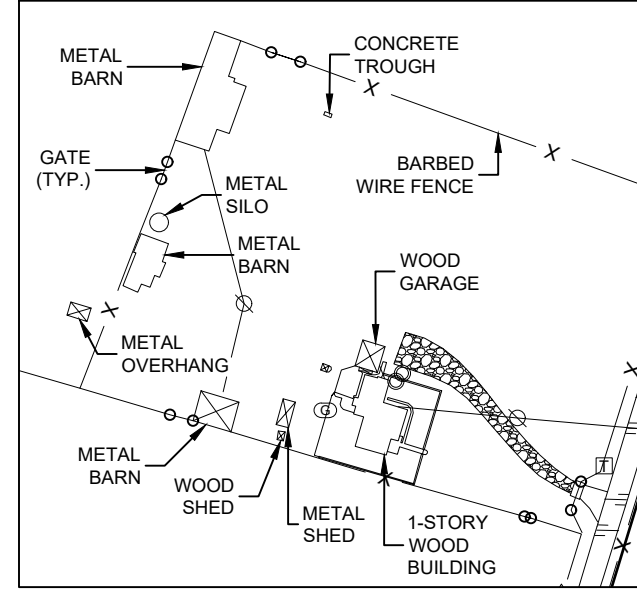 METAL
BARN
CONCRETE
TROUGH
GATE
(TYP.)
METAL
SILO
BARBED
WIRE FENCE
METAL
BARN
WOOD
GARAGE
METAL
OVERHANG
G
T
METAL
BARN
WOOD
SHED
METAL
SHED
1-STORY
WOOD
BUILDING
X
X
X
X
X
X